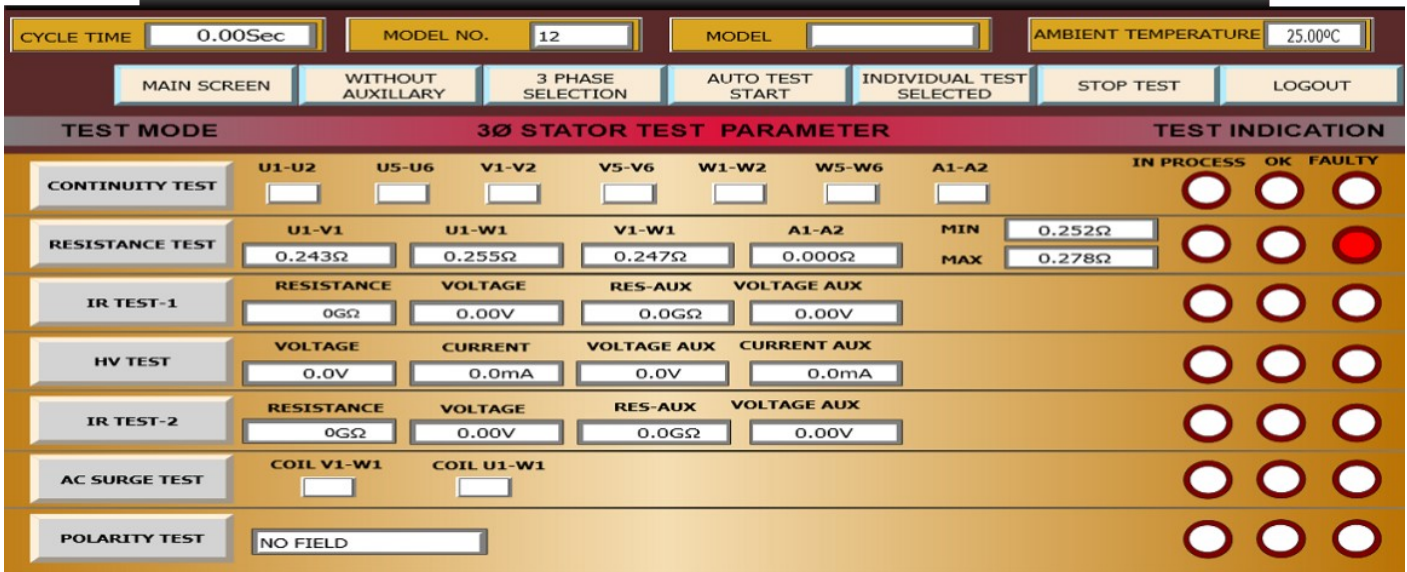 CYCLE TIME 0.00Sec MODEL NO. 12 MODEL AMBIENT TEMPERATURE 25.00ºC
MAIN SCREEN
WITHOUT
AUXILLARY
3 PHASE
SELECTION
AUTO TEST
START
INDIVIDUAL TEST
SELECTED
STOP TEST
LOGOUT
TEST MODE 3Ø STATOR TEST PARAMETER TEST INDICATION
U1-U2 U5-U6 V1-V2 V5-V6 W1-W2 W5-W6 A1-A2 IN PROCESS OK FAULTY
CONTINUITY TEST
U1-V1 U1-W1 V1-W1 A1-A2 MIN 0.252Ω
RESISTANCE TEST
0.243Ω 0.255Ω 0.247Ω 0.000Ω MAX 0.278Ω
RESISTANCE VOLTAGE RES-AUX VOLTAGE AUX
IR TEST-1
0GΩ 0.00V 0.0GΩ 0.00V
VOLTAGE CURRENT VOLTAGE AUX CURRENT AUX
HV TEST
0.0V 0.0mA 0.0V 0.0mA
RESISTANCE VOLTAGE RES-AUX VOLTAGE AUX
IR TEST-2
0GΩ 0.00V 0.0GΩ 0.00V
COIL V1-W1 COIL U1-W1
AC SURGE TEST
POLARITY TEST NO FIELD